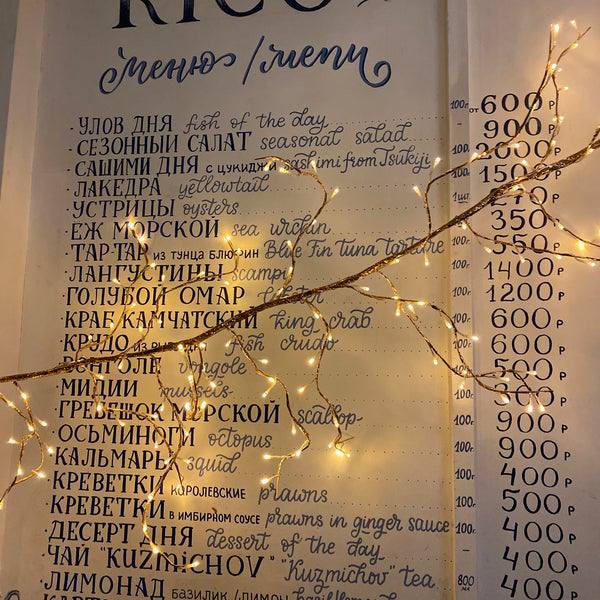 RICO
меню / menu
· УЛОВ ДНЯ fish of the day 100г. от 600 Р
· СЕЗОННЫЙ САЛАТ seasonal salad 900 Р
· САШИМИ ДНЯ с цукиджи sashimi from Tsukiji 100г. 2000 Р
· ЛАКЕДРА yellowtail 100г. 1500 Р
· УСТРИЦЫ oysters 1шт. 270 Р
· ЕЖ МОРСКОЙ sea urchin 350
· ТАР-ТАР из тунца блюфин Blue Fin tuna tartare 100г. 550 Р
· ЛАНГУСТИНЫ scampi 100г. 1400 Р
· ГОЛУБОЙ ОМАР lobster 100г. 1200 Р
· КРАБ КАМЧАТСКИЙ king crab 100г. 600 Р
· КРУДО из fish crudo 100г. 600 Р
ВОНГОЛЕ vongole 500 Р
· МИДИИ mussels 300 Р
· ГРЕБЕШОК МОРСКОЙ scallop 100г. 900 Р
· ОСЬМИНОГИ octopus 100г. 900 Р
· КАЛЬМАРЫ squid 100г. 400 Р
· КРЕВЕТКИ королевские prawns 100г. 500 Р
· КРЕВЕТКИ в имбирном соусе prawns in ginger sauce 100г. 400 Р
· ДЕСЕРТ ДНЯ dessert of the day 400 Р
· ЧАЙ "KUZMICHOV" "Kuzmichov" tea 800 мл. 400 Р
· ЛИМОНАД базилик / лимон 400 Р